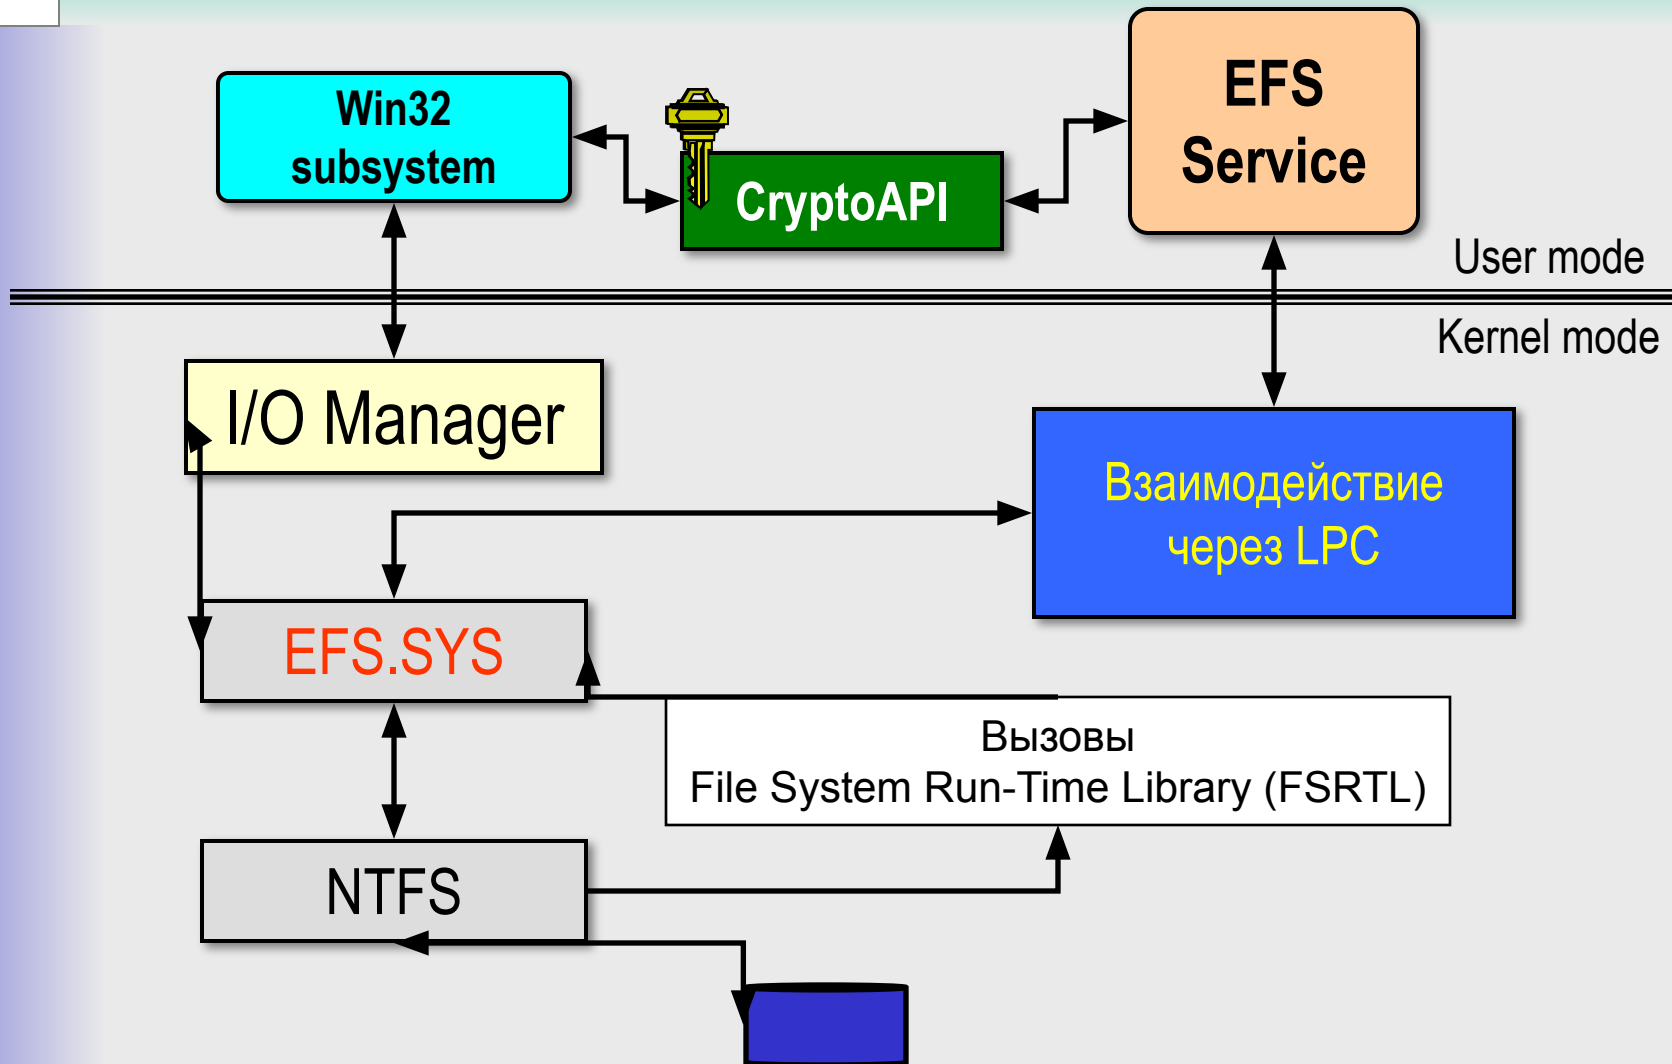 Win32
subsystem
CryptoAPI
EFS
Service
User mode
Kernel mode
I/O Manager
Взаимодействие
через LPC
EFS.SYS
Вызовы
File System Run-Time Library (FSRTL)
NTFS